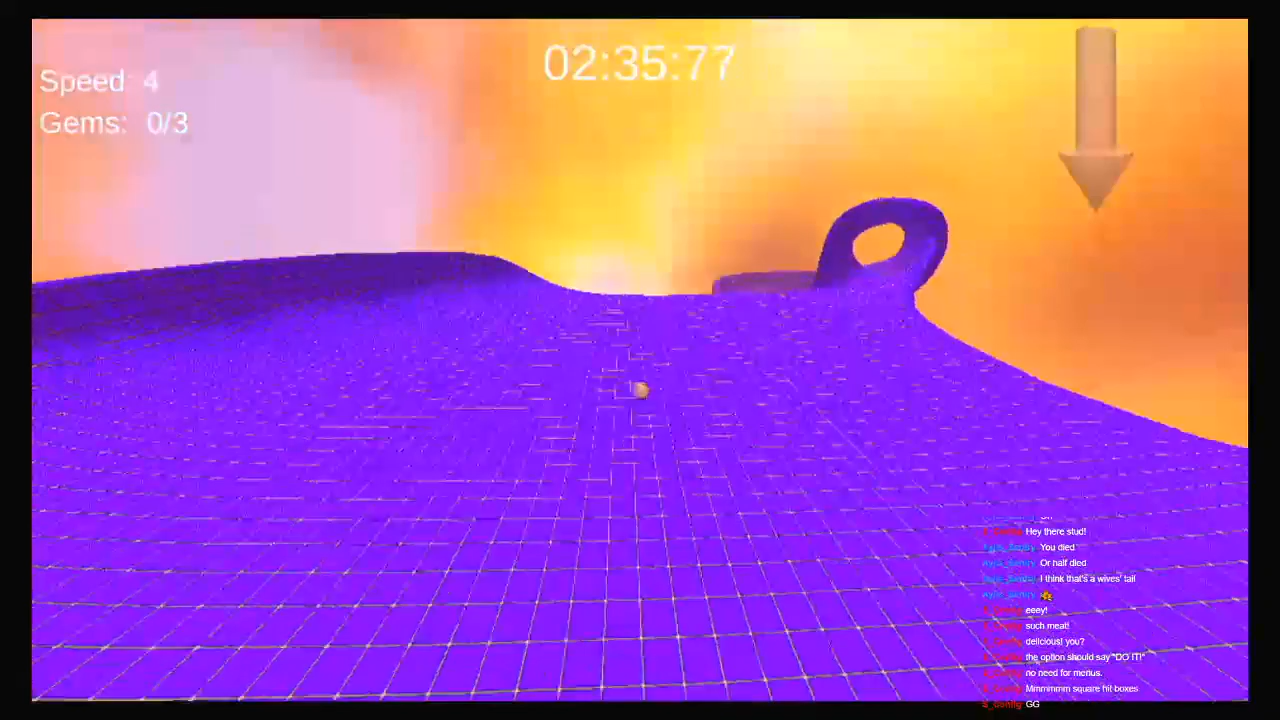 02:35:77
Speed: 4
Gems: 0/3
Hey there stud!
You died
Or half died
I think that's a wives' tail
eeey!
such meat!
delicious! you?
the option should say "DO IT!"
no need for menus.
Mmmmmm square hit boxes
S_Config GG